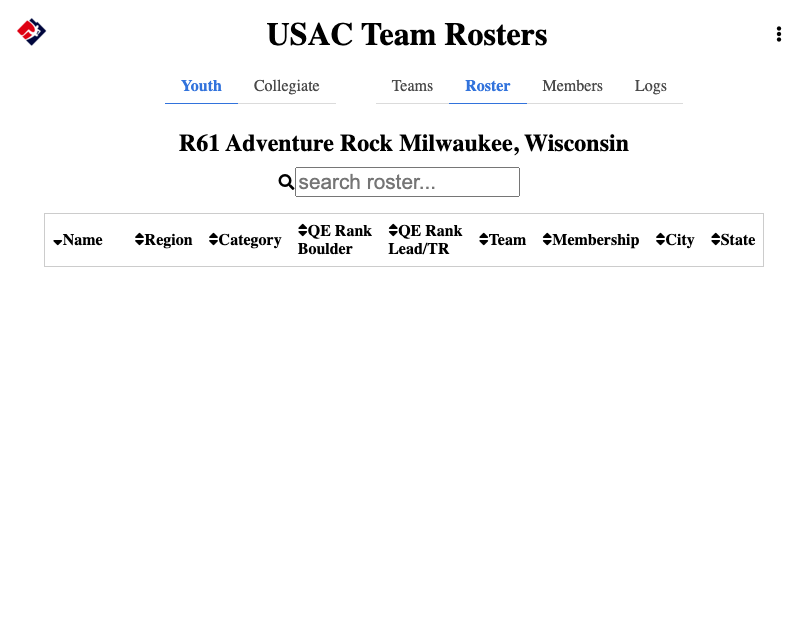 USAC Team Rosters
Youth Collegiate Teams Roster Members Logs
R61 Adventure Rock Milwaukee, Wisconsin
search roster...
Name Region Category QE Rank Boulder QE Rank Lead/TR Team Membership City State